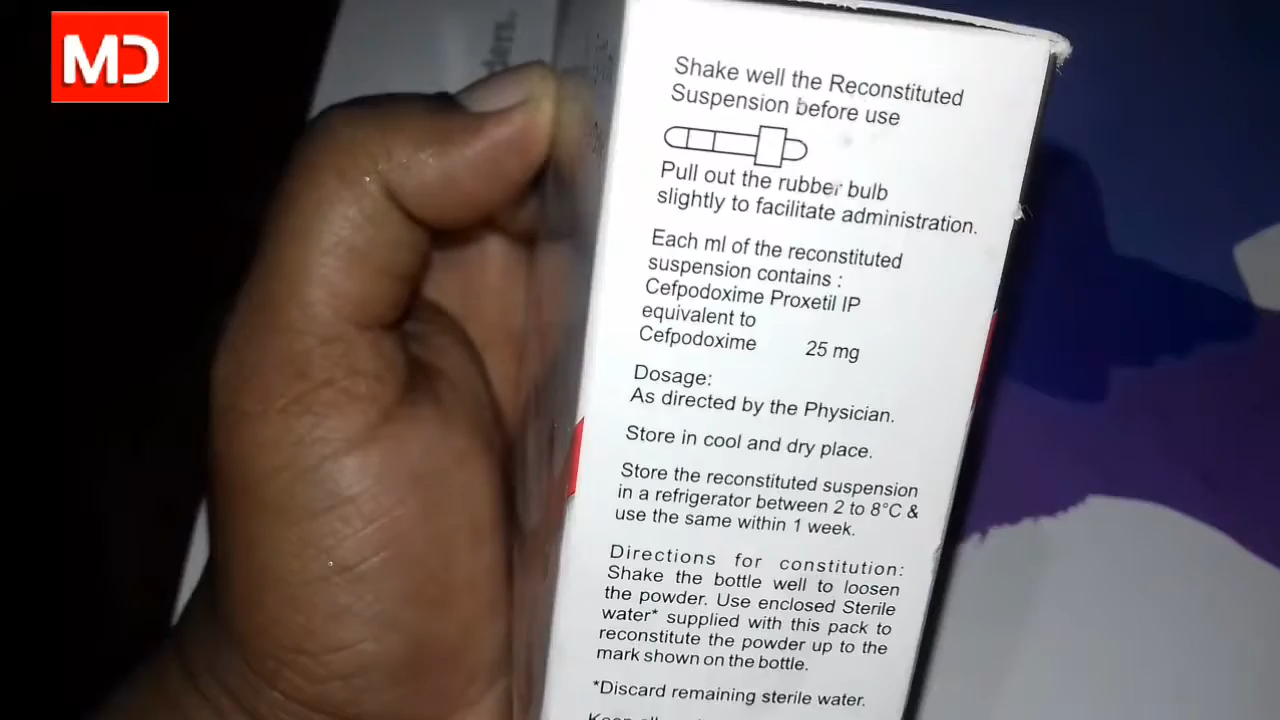 MD
Shake well the Reconstituted
Suspension before use
Pull out the rubber bulb
slightly to facilitate administration.
Each ml of the reconstituted
suspension contains :
Cefpodoxime Proxetil IP
equivalent to
Cefpodoxime 25 mg
Dosage:
As directed by the Physician.
Store in cool and dry place.
Store the reconstituted suspension
in a refrigerator between 2 to 8°C &
use the same within 1 week.
Directions for constitution:
Shake the bottle well to loosen
the powder. Use enclosed Sterile
water* supplied with this pack to
reconstitute the powder up to the
mark shown on the bottle.
*Discard remaining sterile water.